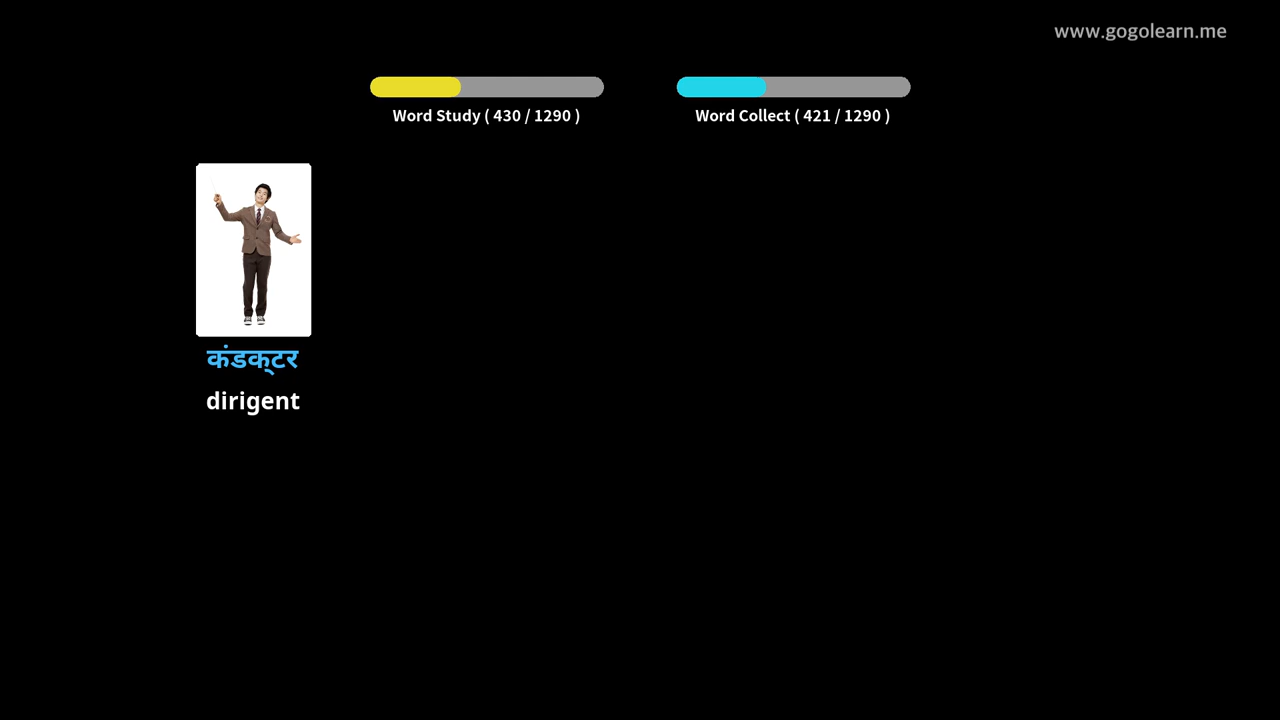 www.gogolearn.me
Word Study ( 430 / 1290 )
Word Collect ( 421 / 1290 )
कंडक्टर
dirigent